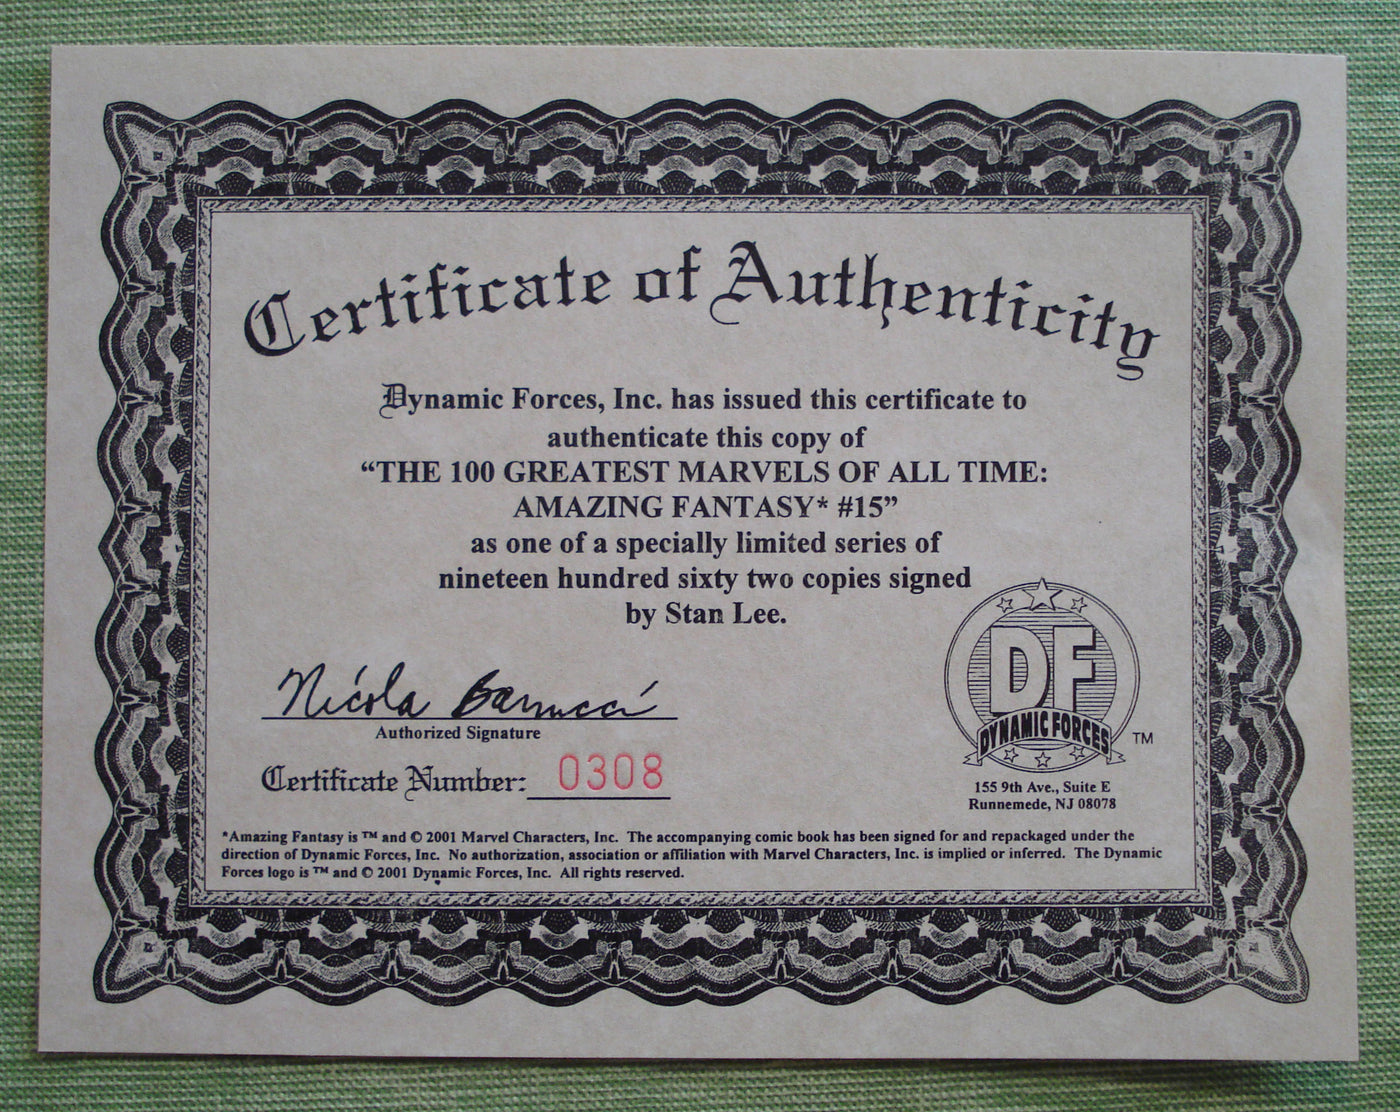 Certificate of Authenticity
Dynamic Forces, Inc. has issued this certificate to
authenticate this copy of
“THE 100 GREATEST MARVELS OF ALL TIME:
AMAZING FANTASY* #15”
as one of a specially limited series of
nineteen hundred sixty two copies signed
by Stan Lee.
DF
DYNAMIC FORCES ™
155 9th Ave., Suite E
Runnemede, NJ 08078
Nicola Barrucci
Authorized Signature
Certificate Number: 0308
*Amazing Fantasy is ™ and © 2001 Marvel Characters, Inc. The accompanying comic book has been signed for and repackaged under the
direction of Dynamic Forces, Inc. No authorization, association or affiliation with Marvel Characters, Inc. is implied or inferred. The Dynamic
Forces logo is ™ and © 2001 Dynamic Forces, Inc. All rights reserved.